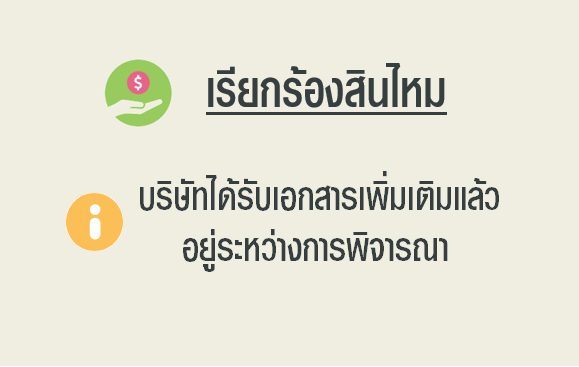 $
เรียกร้องสินไหม
บริษัทได้รับเอกสารเพิ่มเติมแล้ว
อยู่ระหว่างการพิจารณา